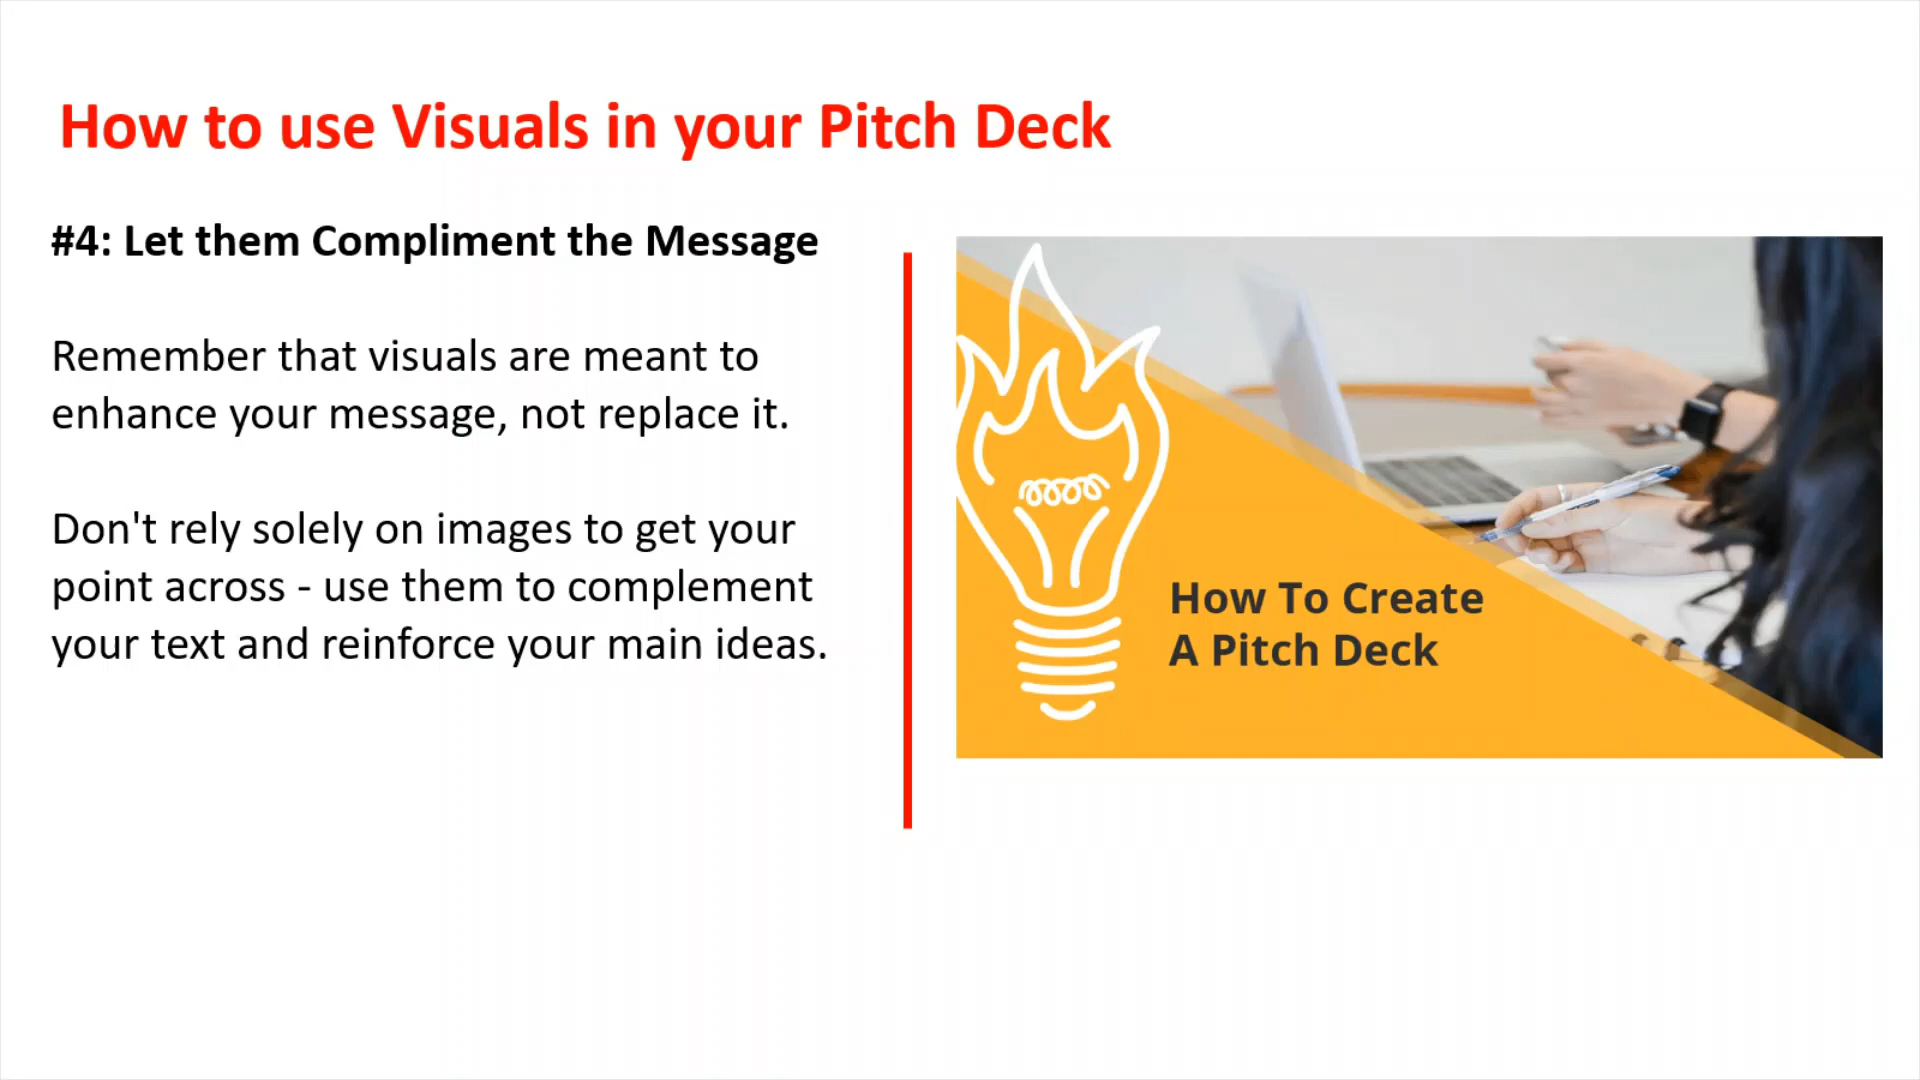 How to use Visuals in your Pitch Deck
#4: Let them Compliment the Message
Remember that visuals are meant to
enhance your message, not replace it.
Don't rely solely on images to get your
point across - use them to complement
your text and reinforce your main ideas.
How To Create
A Pitch Deck